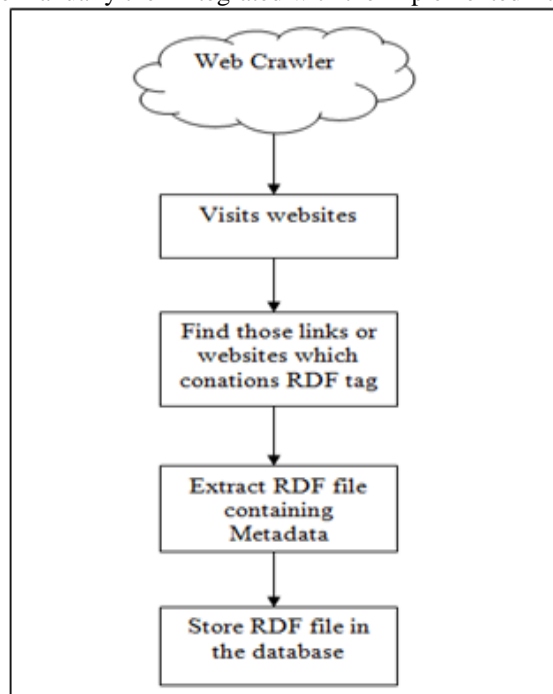 Web Crawler
Visits websites
Find those links or
websites which
conations RDF tag
Extract RDF file
containing
Metadata
Store RDF file in
the database